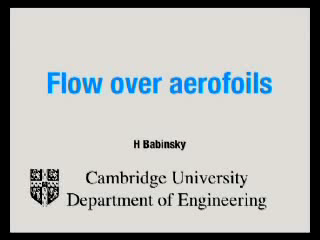 Flow over aerofoils
H Babinsky
Cambridge University
Department of Engineering